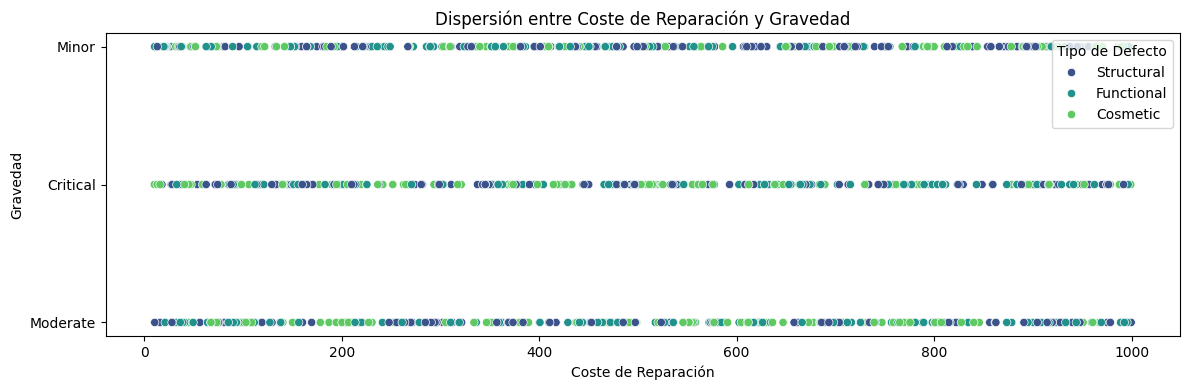 Dispersión entre Coste de Reparación y Gravedad
Minor
Critical
Moderate
Gravedad
Tipo de Defecto
Structural
Functional
Cosmetic
0
200
400
600
800
1000
Coste de Reparación